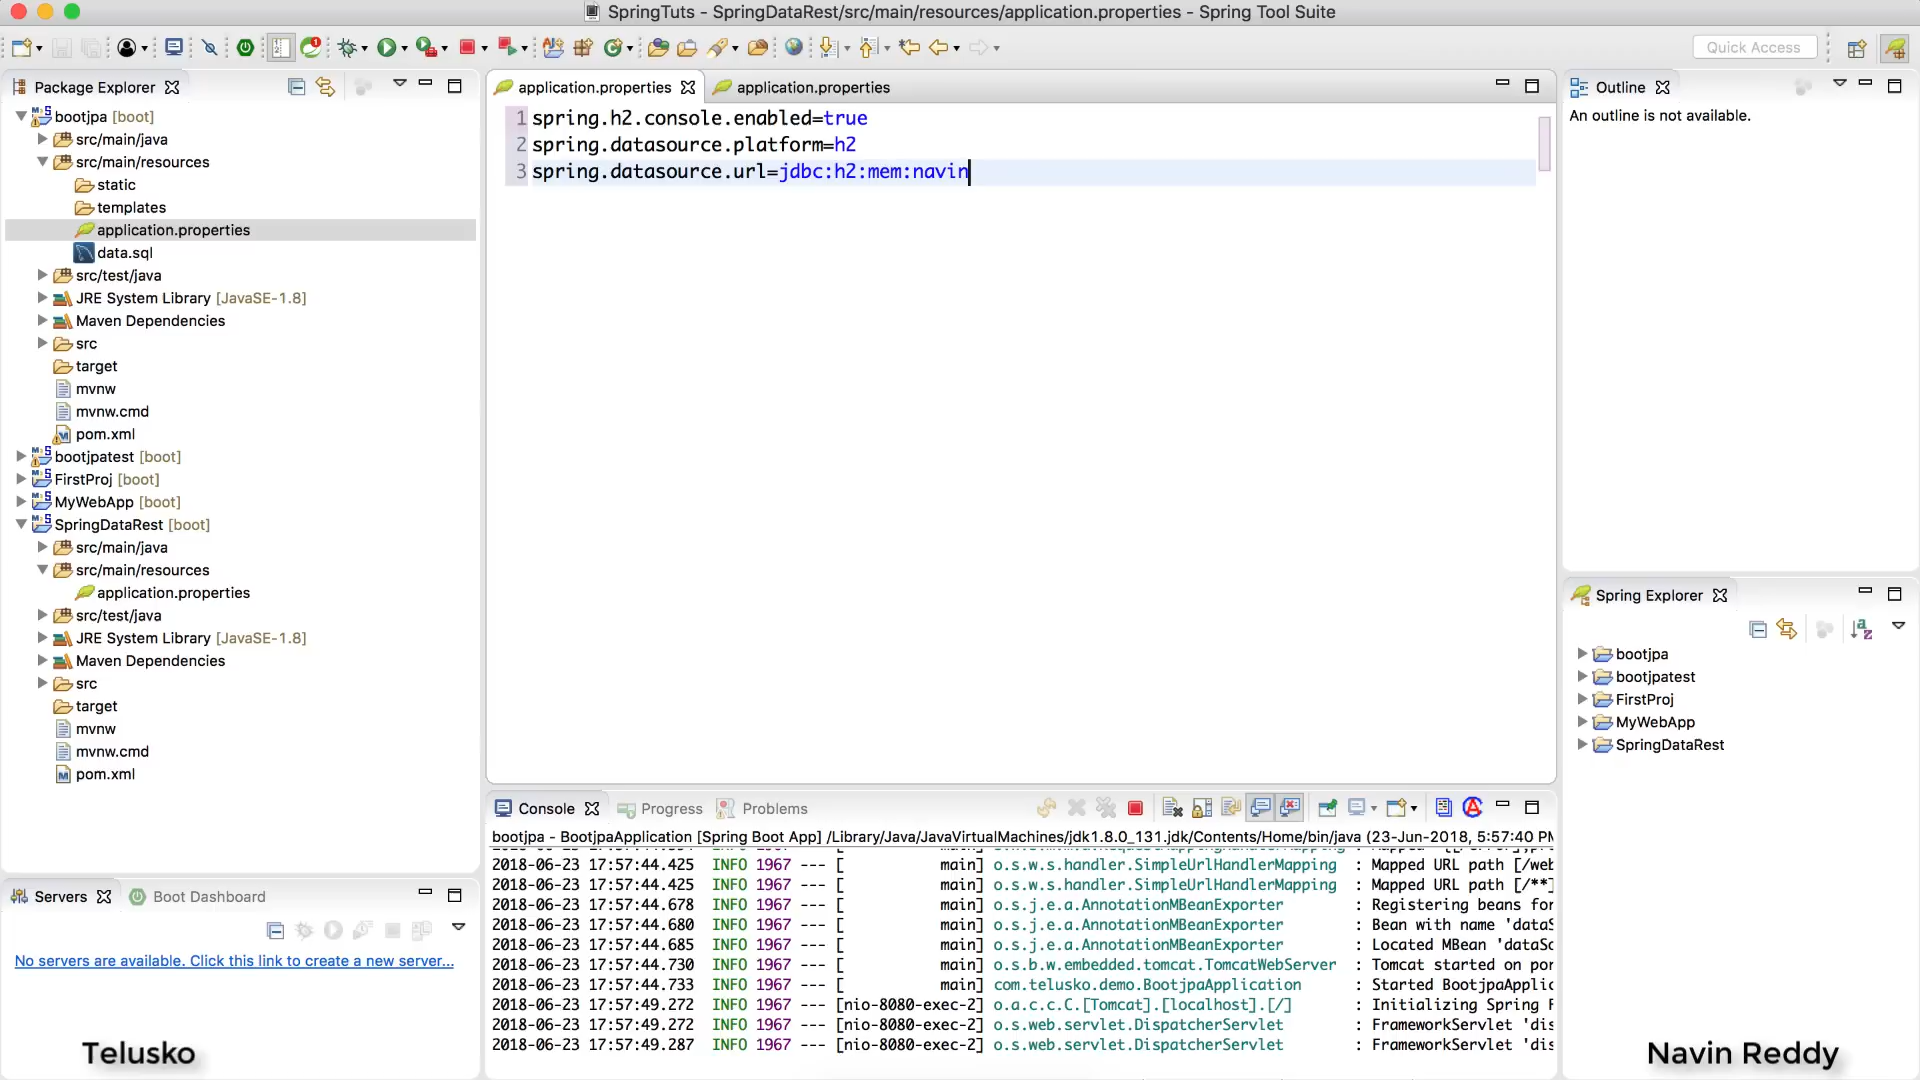 SpringTuts - SpringDataRest/src/main/resources/application.properties - Spring Tool Suite
Quick Access
Package Explorer
bootjpa [boot]
src/main/java
src/main/resources
static
templates
application.properties
data.sql
src/test/java
JRE System Library [JavaSE-1.8]
Maven Dependencies
src
target
mvnw
mvnw.cmd
pom.xml
bootjpatest [boot]
FirstProj [boot]
MyWebApp [boot]
SpringDataRest [boot]
src/main/java
src/main/resources
application.properties
src/test/java
JRE System Library [JavaSE-1.8]
Maven Dependencies
src
target
mvnw
mvnw.cmd
pom.xml
application.properties
application.properties
1 spring.h2.console.enabled=true
2 spring.datasource.platform=h2
3 spring.datasource.url=jdbc:h2:mem:navin
Outline
An outline is not available.
Spring Explorer
bootjpa
bootjpatest
FirstProj
MyWebApp
SpringDataRest
Servers
Boot Dashboard
No servers are available. Click this link to create a new server...
Console
Progress
Problems
bootjpa - BootjpaApplication [Spring Boot App] /Library/Java/JavaVirtualMachines/jdk1.8.0_131.jdk/Contents/Home/bin/java (23-Jun-2018, 5:57:40 PM
2018-06-23 17:57:44.425 INFO 1967 --- [ main] o.s.w.s.handler.SimpleUrlHandlerMapping : Mapped URL path [/web
2018-06-23 17:57:44.425 INFO 1967 --- [ main] o.s.w.s.handler.SimpleUrlHandlerMapping : Mapped URL path [/**]
2018-06-23 17:57:44.678 INFO 1967 --- [ main] o.s.j.e.a.AnnotationMBeanExporter : Registering beans for
2018-06-23 17:57:44.680 INFO 1967 --- [ main] o.s.j.e.a.AnnotationMBeanExporter : Bean with name 'dataS
2018-06-23 17:57:44.685 INFO 1967 --- [ main] o.s.j.e.a.AnnotationMBeanExporter : Located MBean 'dataSo
2018-06-23 17:57:44.730 INFO 1967 --- [ main] o.s.b.w.embedded.tomcat.TomcatWebServer : Tomcat started on por
2018-06-23 17:57:44.733 INFO 1967 --- [ main] com.telusko.demo.BootjpaApplication : Started BootjpaApplic
2018-06-23 17:57:49.272 INFO 1967 --- [nio-8080-exec-2] o.a.c.c.C.[Tomcat].[localhost].[/] : Initializing Spring F
2018-06-23 17:57:49.272 INFO 1967 --- [nio-8080-exec-2] o.s.web.servlet.DispatcherServlet : FrameworkServlet 'dis
2018-06-23 17:57:49.287 INFO 1967 --- [nio-8080-exec-2] o.s.web.servlet.DispatcherServlet : FrameworkServlet 'dis
Telusko
Navin Reddy